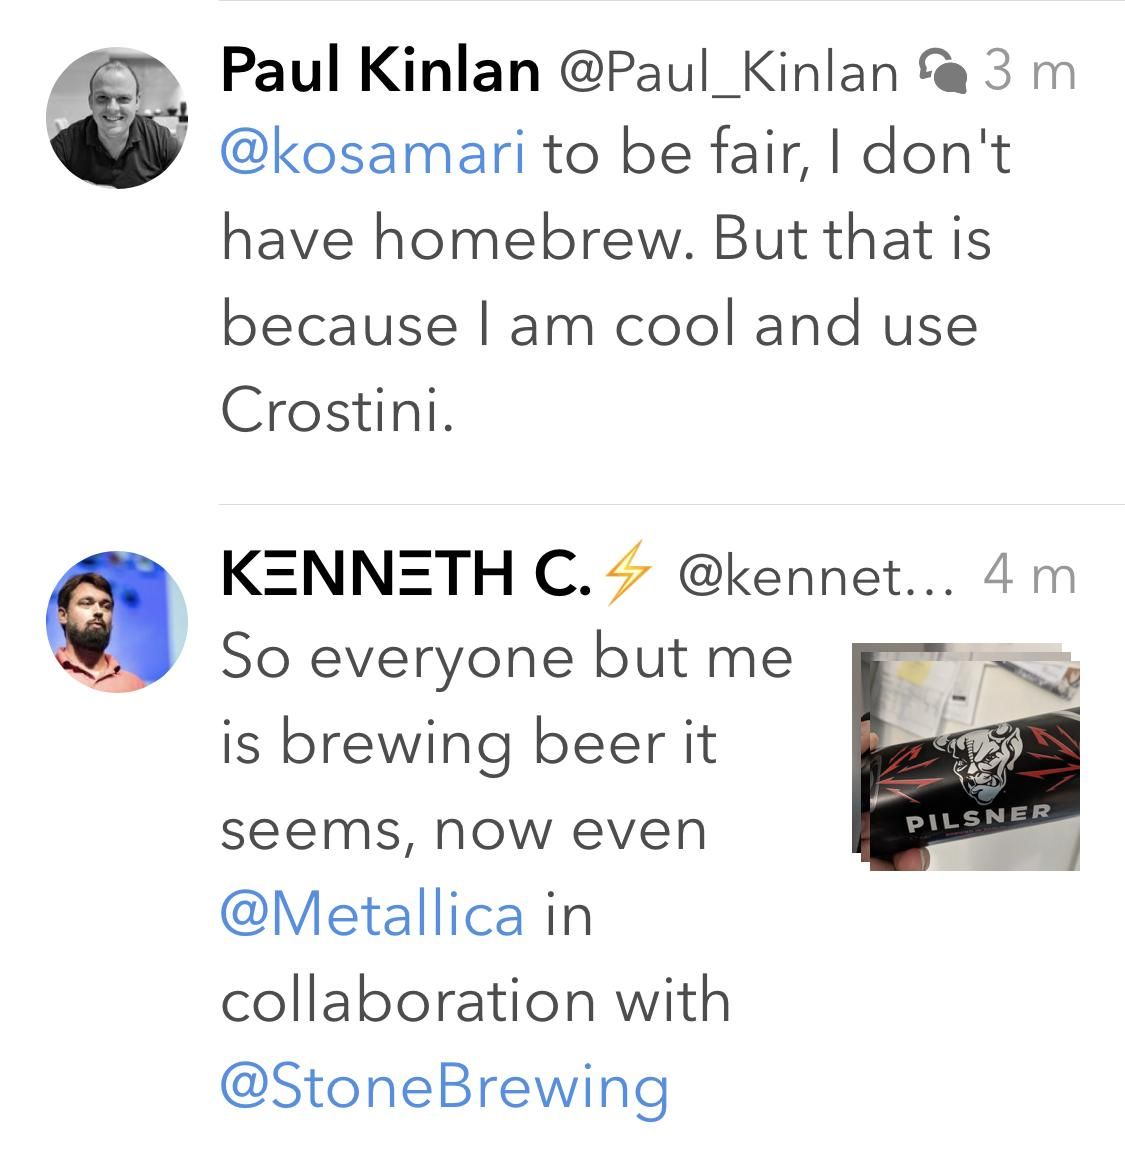 Paul Kinlan @Paul_Kinlan 3 m
@kosamari to be fair, I don't
have homebrew. But that is
because I am cool and use
Crostini.
KΞNNΞTH C.⚡ @kennet... 4 m
So everyone but me
is brewing beer it
seems, now even
@Metallica in
collaboration with
@StoneBrewing
PILSNER